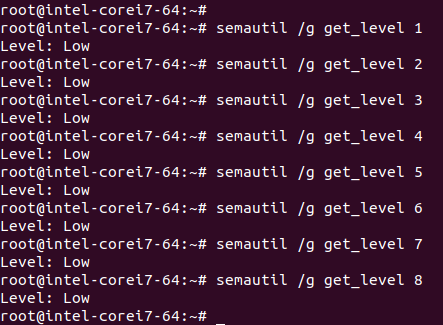 root@intel-corei7-64:~#
root@intel-corei7-64:~# semautil /g get_level 1
Level: Low
root@intel-corei7-64:~# semautil /g get_level 2
Level: Low
root@intel-corei7-64:~# semautil /g get_level 3
Level: Low
root@intel-corei7-64:~# semautil /g get_level 4
Level: Low
root@intel-corei7-64:~# semautil /g get_level 5
Level: Low
root@intel-corei7-64:~# semautil /g get_level 6
Level: Low
root@intel-corei7-64:~# semautil /g get_level 7
Level: Low
root@intel-corei7-64:~# semautil /g get_level 8
Level: Low
root@intel-corei7-64:~#